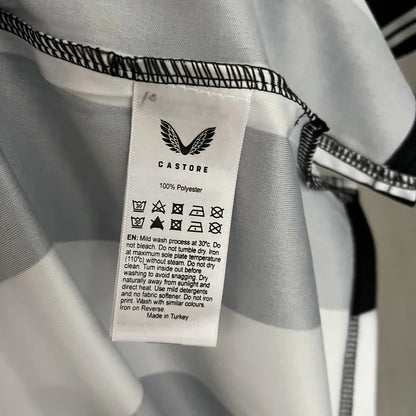 10
CASTORE
100% Polyester
30
30
EN: Mild wash process at 30°c. Do
not bleach. Do not tumble dry. Iron
at maximum sole plate temperature
(110°c) without steam. Do not dry
clean. Turn inside out before
washing to avoid snagging. Dry
naturally away from sunlight and
direct heat. Use mild detergents
and no fabric softener. Do not iron
print. Wash with similar colours.
Iron on Reverse.
Made in Turkey